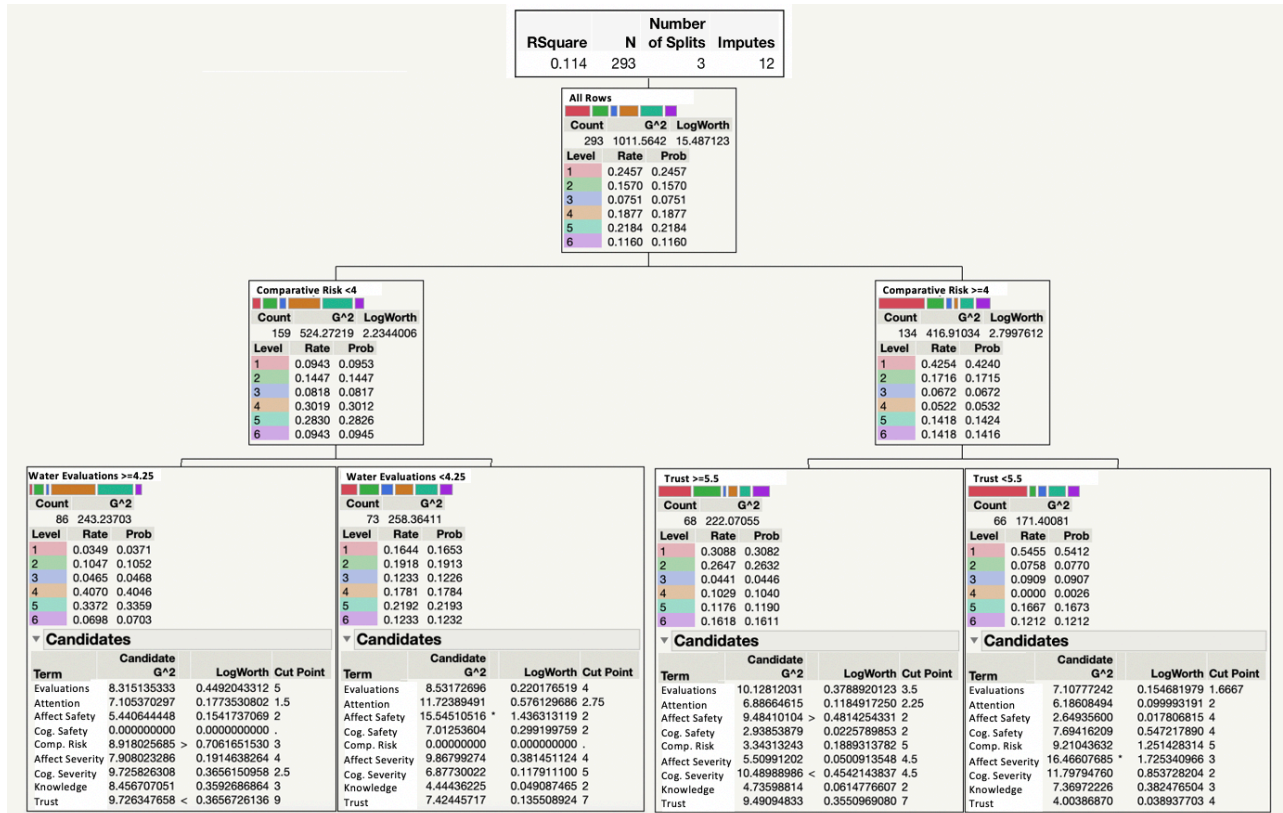 Number
RSquare N of Splits Imputes
0.114 293 3 12
All Rows
Count G^2 LogWorth
293 1011.5642 15.487123
Level Rate Prob
1 0.2457 0.2457
2 0.1570 0.1570
3 0.0751 0.0751
4 0.1877 0.1877
5 0.2184 0.2184
6 0.1160 0.1160
Comparative Risk <4
Count G^2 LogWorth
159 524.27219 2.2344006
Level Rate Prob
1 0.0943 0.0953
2 0.1447 0.1447
3 0.0818 0.0817
4 0.3019 0.3012
5 0.2830 0.2826
6 0.0943 0.0945
Comparative Risk >=4
Count G^2 LogWorth
134 416.91034 2.7997612
Level Rate Prob
1 0.4254 0.4240
2 0.1716 0.1715
3 0.0672 0.0672
4 0.0522 0.0532
5 0.1418 0.1424
6 0.1418 0.1416
Water Evaluations >=4.25
Count G^2
86 243.23703
Level Rate Prob
1 0.0349 0.0371
2 0.1047 0.1052
3 0.0465 0.0468
4 0.4070 0.4046
5 0.3372 0.3359
6 0.0698 0.0703
Candidates
Candidate
Term G^2 LogWorth Cut Point
Evaluations 8.315135333 0.4492043312 5
Attention 7.105370297 0.1773530802 1.5
Affect Safety 5.440644448 0.1541737069 2
Cog. Safety 0.000000000 0.0000000000 .
Comp. Risk 8.918025685 > 0.7061651530 3
Affect Severity 7.908023286 0.1914638264 4
Cog. Severity 9.725826308 0.3656150958 2.5
Knowledge 8.456707051 0.3592686864 3
Trust 9.726347658 < 0.3656726136 9
Water Evaluations <4.25
Count G^2
73 258.36411
Level Rate Prob
1 0.1644 0.1653
2 0.1918 0.1913
3 0.1233 0.1226
4 0.1781 0.1784
5 0.2192 0.2193
6 0.1233 0.1232
Candidates
Candidate
Term G^2 LogWorth Cut Point
Evaluations 8.53172696 0.220176519 4
Attention 11.72389491 0.576129686 2.75
Affect Safety 15.54510516 * 1.436313119 2
Cog. Safety 7.01253604 0.299199759 2
Comp. Risk 0.00000000 0.000000000 .
Affect Severity 9.86799274 0.381451124 4
Cog. Severity 6.87730022 0.117911100 5
Knowledge 4.44436225 0.049087465 2
Trust 7.42445717 0.135508924 7
Trust >=5.5
Count G^2
68 222.07055
Level Rate Prob
1 0.3088 0.3082
2 0.2647 0.2632
3 0.0441 0.0446
4 0.1029 0.1040
5 0.1176 0.1190
6 0.1618 0.1611
Candidates
Candidate
Term G^2 LogWorth Cut Point
Evaluations 10.12812031 0.3788920123 3.5
Attention 6.88664615 0.1184917250 2.25
Affect Safety 9.48410104 > 0.4814254331 2
Cog. Safety 2.93853879 0.0225789853 2
Comp. Risk 3.34313243 0.1889313782 5
Affect Severity 5.50991202 0.0500913548 4.5
Cog. Severity 10.48988986 < 0.4542143837 4.5
Knowledge 4.73598814 0.0614776607 2
Trust 9.49094833 0.3550969080 7
Trust <5.5
Count G^2
66 171.40081
Level Rate Prob
1 0.5455 0.5412
2 0.0758 0.0770
3 0.0909 0.0907
4 0.0000 0.0026
5 0.1667 0.1673
6 0.1212 0.1212
Candidates
Candidate
Term G^2 LogWorth Cut Point
Evaluations 7.10777242 0.154681979 1.6667
Attention 6.18608494 0.099993191 2
Affect Safety 2.64935600 0.017806815 4
Cog. Safety 7.69416209 0.547217890 4
Comp. Risk 9.21043632 1.251428314 5
Affect Severity 16.46607685 * 1.725340966 3
Cog. Severity 11.79794760 0.853728204 2
Knowledge 7.36972226 0.382476504 3
Trust 4.00386870 0.038937703 4